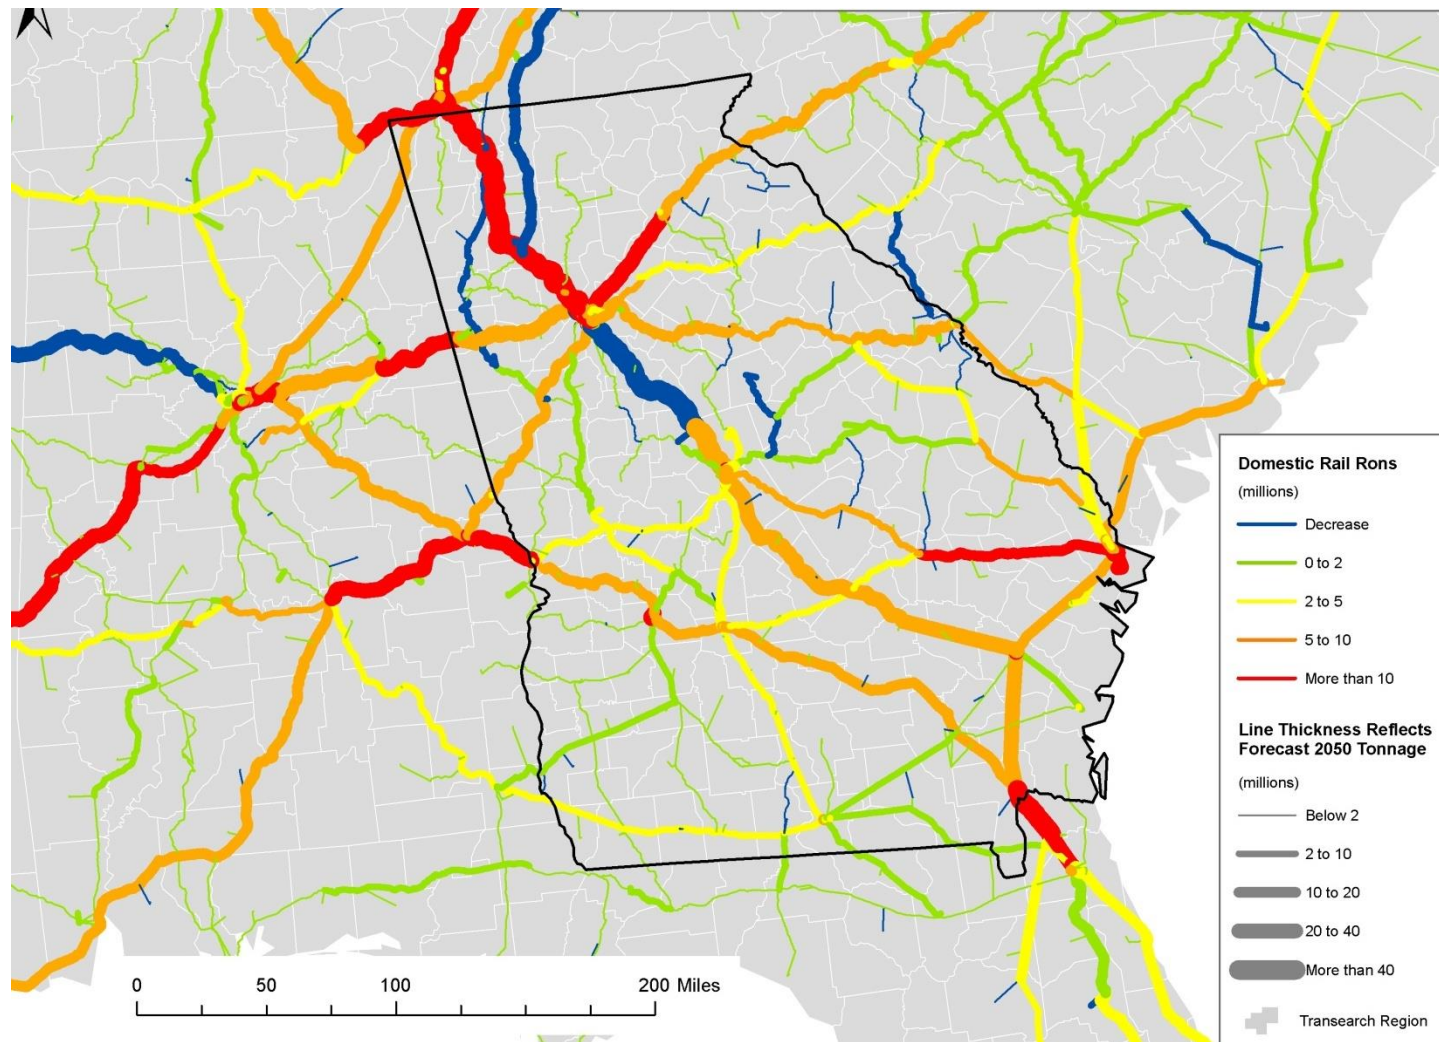 Domestic Rail Rons
(millions)
Decrease
0 to 2
2 to 5
5 to 10
More than 10
Line Thickness Reflects
Forecast 2050 Tonnage
(millions)
Below 2
2 to 10
10 to 20
20 to 40
More than 40
Transearch Region
0 50 100 200 Miles